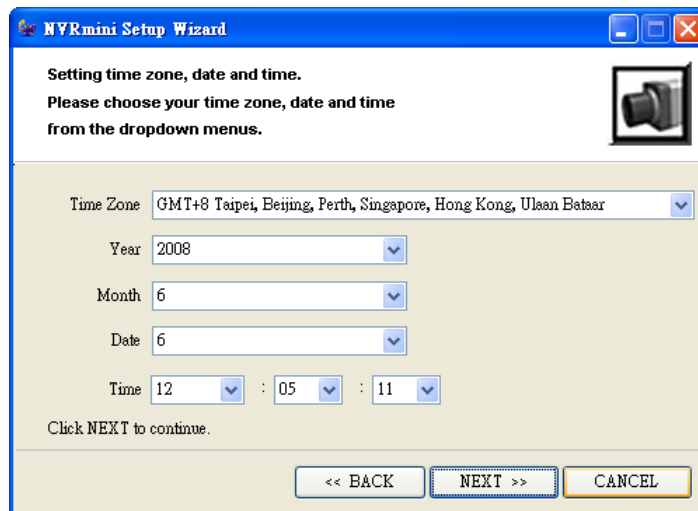 NVRmini Setup Wizard
Setting time zone, date and time.
Please choose your time zone, date and time
from the dropdown menus.
Time Zone GMT+8 Taipei, Beijing, Perth, Singapore, Hong Kong, Ulaan Bataar
Year 2008
Month 6
Date 6
Time 12 : 05 : 11
Click NEXT to continue.
<< BACK NEXT >> CANCEL